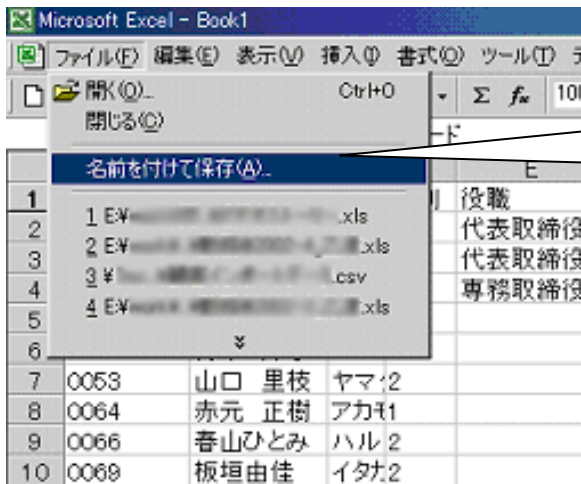 Microsoft Excel - Book1
ファイル(F) 編集(E) 表示(V) 挿入(I) 書式(O) ツール(T)
Σ fx 100
開く(O)... Ctrl+O
閉じる(C)
名前を付けて保存(A)...
1 E:¥ .xls
2 E:¥ .xls
3 ¥ .csv
4 E:¥ .xls
E
1 役職
2 代表取締役
3 代表取締役
4 専務取締役
5
6
7 0053 山口 里枝 ヤマ 2
8 0064 赤元 正樹 アカモ 1
9 0066 春山ひとみ ハル 2
10 0069 板垣由佳 イタガ 2